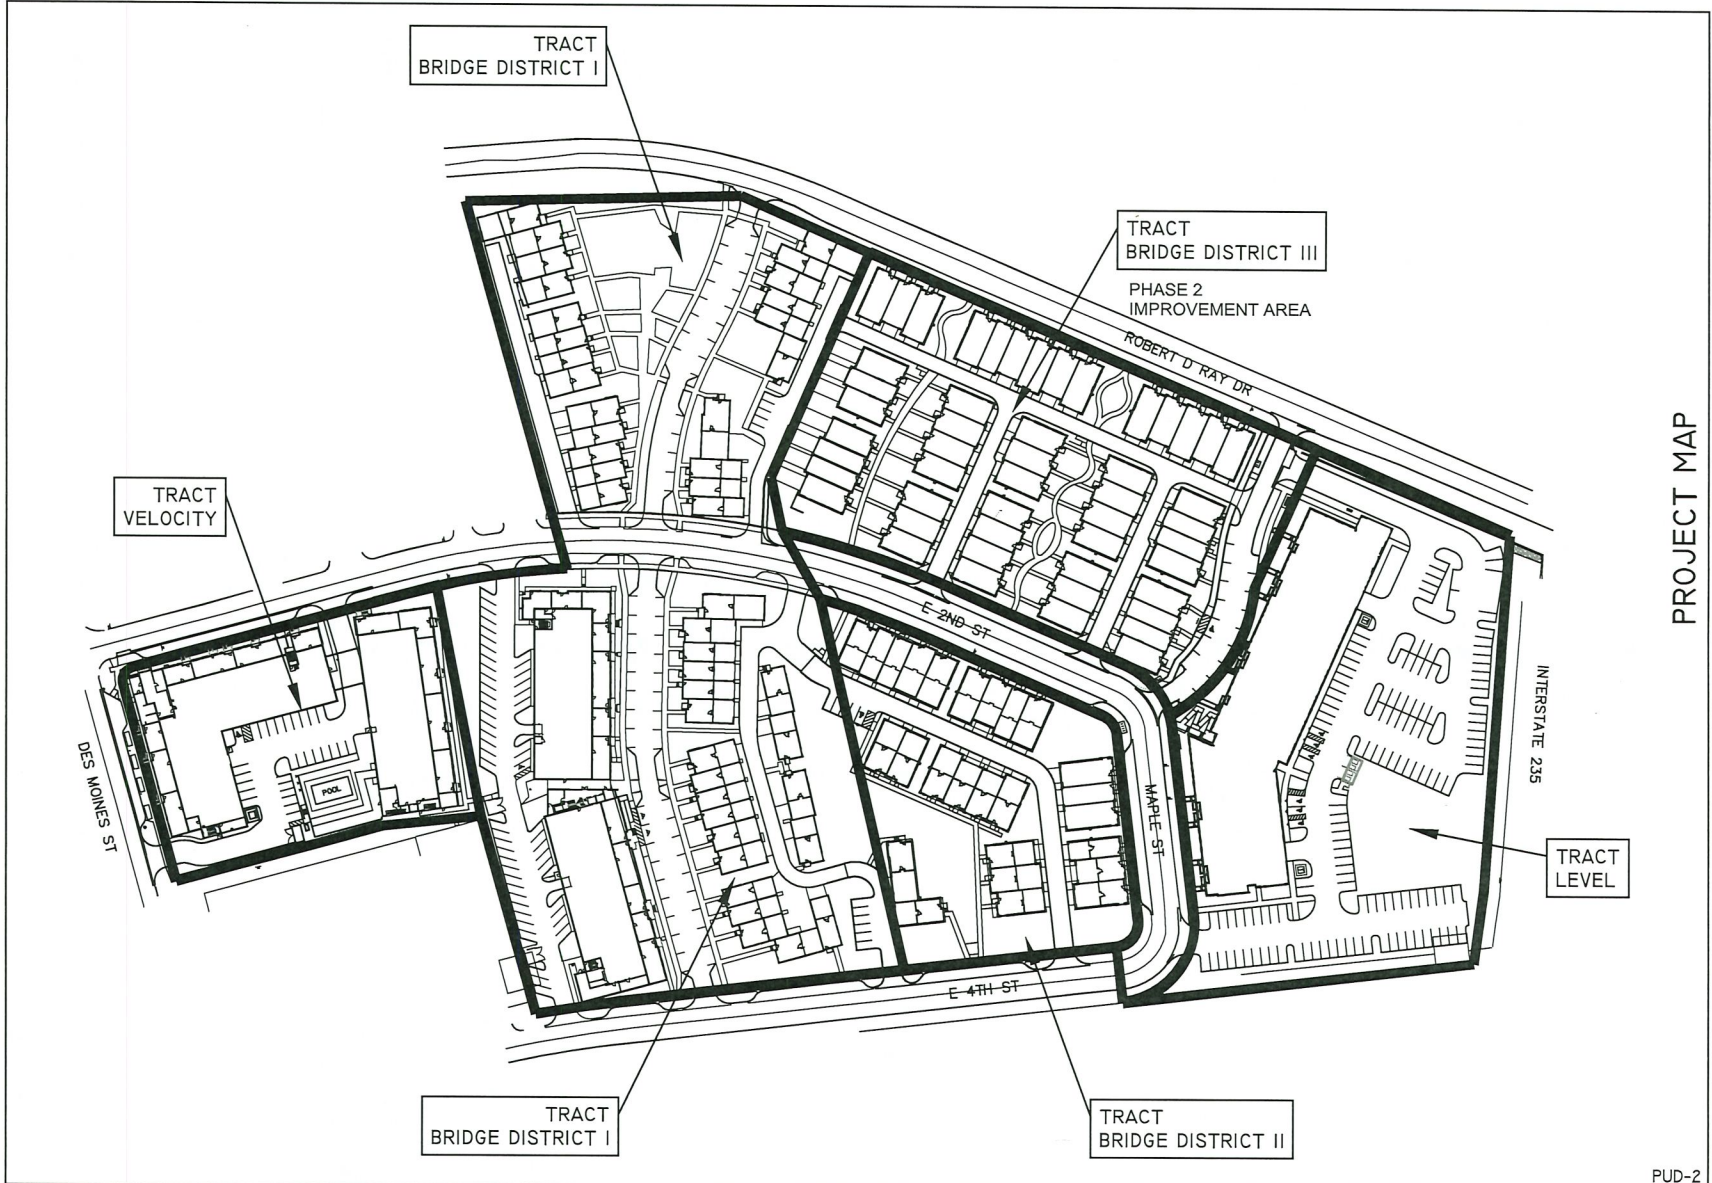 TRACT
BRIDGE DISTRICT I
TRACT
BRIDGE DISTRICT III
PHASE 2
IMPROVEMENT AREA
ROBERT D RAY DR
PROJECT MAP
TRACT
VELOCITY
E 2ND ST
INTERSTATE 235
DES MOINES ST
POOL
MAPLE ST
TRACT
LEVEL
E 4TH ST
TRACT
BRIDGE DISTRICT I
TRACT
BRIDGE DISTRICT II
PUD-2